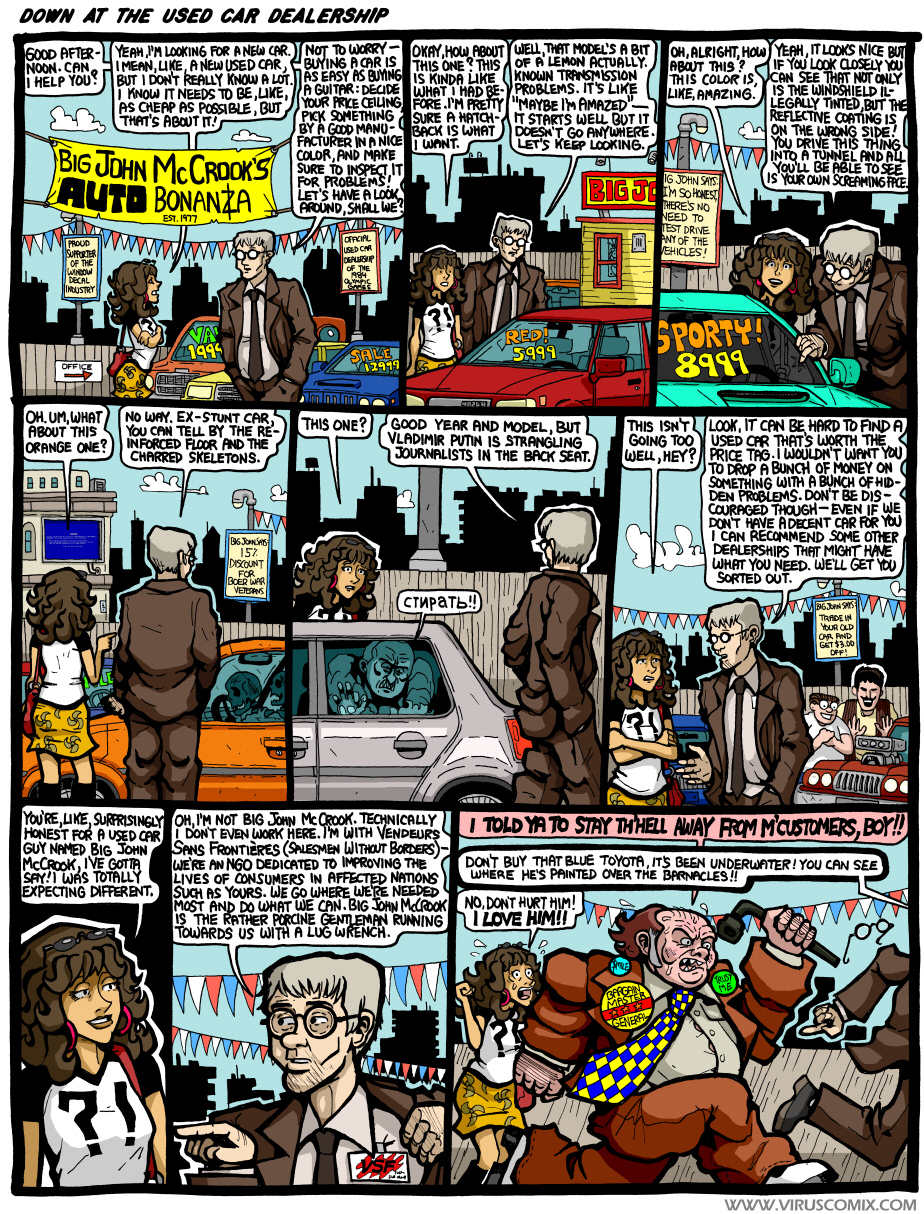 DOWN AT THE USED CAR DEALERSHIP
GOOD AFTER-
NOON. CAN
I HELP YOU?
YEAH, I'M LOOKING FOR A NEW CAR.
I MEAN, LIKE, A NEW USED CAR,
BUT I DON'T REALLY KNOW A LOT.
I KNOW IT NEEDS TO BE, LIKE,
AS CHEAP AS POSSIBLE, BUT
THAT'S ABOUT IT!
NOT TO WORRY —
BUYING A CAR IS
AS EASY AS BUYING
A GUITAR: DECIDE
YOUR PRICE CEILING,
PICK SOMETHING
BY A GOOD MANU-
FACTURER IN A NICE
COLOR, AND MAKE
SURE TO INSPECT IT
FOR PROBLEMS!
LET'S HAVE A LOOK
AROUND, SHALL WE?
BIG JOHN MCCROOK'S
AUTO BONANZA
EST. 1977
PROUD
SUPPORTER
OF THE
WINDOW
DECAL
INDUSTRY
OFFICIAL
USED CAR
DEALERSHIP
OF THE
1984
OLYMPIC
GAMES
OFFICE
VA
1999
SALE
12999
OKAY, HOW ABOUT
THIS ONE? THIS
IS KINDA LIKE
WHAT I HAD BE-
FORE. I'M PRETTY
SURE A HATCH-
BACK IS WHAT
I WANT.
WELL, THAT MODEL'S A BIT
OF A LEMON ACTUALLY.
KNOWN TRANSMISSION
PROBLEMS. IT'S LIKE
"MAYBE I'M AMAZED" —
IT STARTS WELL BUT IT
DOESN'T GO ANYWHERE.
LET'S KEEP LOOKING.
BIG JO
?!
RED!
5999
OH, ALRIGHT, HOW
ABOUT THIS?
THIS COLOR IS,
LIKE, AMAZING.
YEAH, IT LOOKS NICE BUT
IF YOU LOOK CLOSELY YOU
CAN SEE THAT NOT ONLY
IS THE WINDSHIELD IL-
LEGALLY TINTED, BUT THE
REFLECTIVE COATING IS
ON THE WRONG SIDE!
YOU DRIVE THIS THING
INTO A TUNNEL AND ALL
YOU'LL BE ABLE TO SEE
IS YOUR OWN SCREAMING FACE.
BIG JOHN SAYS:
I'M SO HONEST,
THERE'S NO
NEED TO
TEST DRIVE
ANY OF THE
VEHICLES!
SPORTY!
8999
OH. UM, WHAT
ABOUT THIS
ORANGE ONE?
NO WAY. EX-STUNT CAR,
YOU CAN TELL BY THE RE-
INFORCED FLOOR AND THE
CHARRED SKELETONS.
BIG JOHN SAYS:
15%
DISCOUNT
FOR
BOER WAR
VETERANS
THIS ONE?
GOOD YEAR AND MODEL, BUT
VLADIMIR PUTIN IS STRANGLING
JOURNALISTS IN THE BACK SEAT.
СТИРАТЬ!!
THIS ISN'T
GOING TOO
WELL, HEY?
LOOK, IT CAN BE HARD TO FIND A
USED CAR THAT'S WORTH THE
PRICE TAG. I WOULDN'T WANT YOU
TO DROP A BUNCH OF MONEY ON
SOMETHING WITH A BUNCH OF HID-
DEN PROBLEMS. DON'T BE DIS-
COURAGED THOUGH — EVEN IF WE
DON'T HAVE A DECENT CAR FOR YOU
I CAN RECOMMEND SOME OTHER
DEALERSHIPS THAT MIGHT HAVE
WHAT YOU NEED. WE'LL GET YOU
SORTED OUT.
BIG JOHN SAYS:
TRADE IN
YOUR OLD
CAR AND
GET $3.00
OFF!
?!
YOU'RE, LIKE, SURPRISINGLY
HONEST FOR A USED CAR
GUY NAMED BIG JOHN
MCCROOK, I'VE GOTTA
SAY! I WAS TOTALLY
EXPECTING DIFFERENT.
?!
OH, I'M NOT BIG JOHN MCCROOK. TECHNICALLY
I DON'T EVEN WORK HERE. I'M WITH VENDEURS
SANS FRONTIÈRES (SALESMEN WITHOUT BORDERS) —
WE'RE AN NGO DEDICATED TO IMPROVING THE
LIVES OF CONSUMERS IN AFFECTED NATIONS
SUCH AS YOURS. WE GO WHERE WE'RE NEEDED
MOST AND DO WHAT WE CAN. BIG JOHN MCCROOK
IS THE RATHER PORCINE GENTLEMAN RUNNING
TOWARDS US WITH A LUG WRENCH.
VSF
I TOLD YA TO STAY TH'HELL AWAY FROM M'CUSTOMERS, BOY!!
DON'T BUY THAT BLUE TOYOTA, IT'S BEEN UNDERWATER! YOU CAN SEE
WHERE HE'S PAINTED OVER THE BARNACLES!!
NO, DON'T HURT HIM!
I LOVE HIM!!
SMILE
TRUST
ME
BARGAIN
MASTER
GENERAL
?!
WWW.VIRUSCOMIX.COM